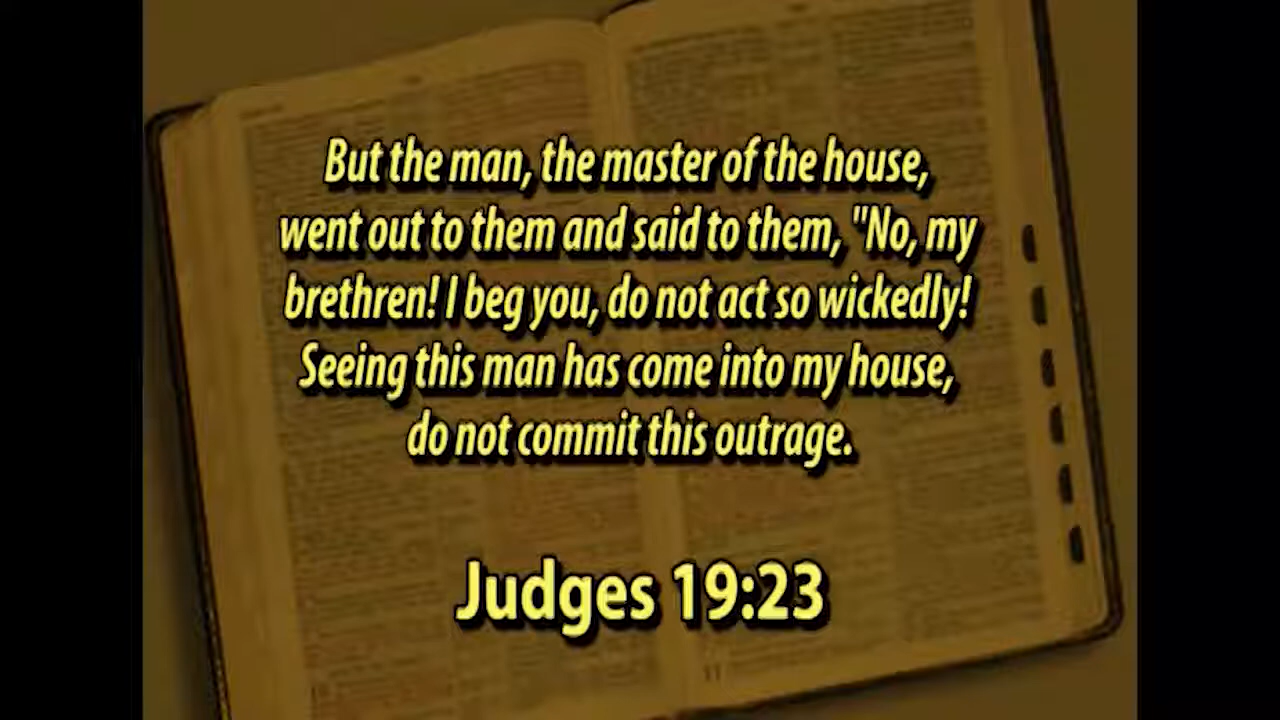 But the man, the master of the house,
went out to them and said to them, "No, my
brethren! I beg you, do not act so wickedly!
Seeing this man has come into my house,
do not commit this outrage.
Judges 19:23